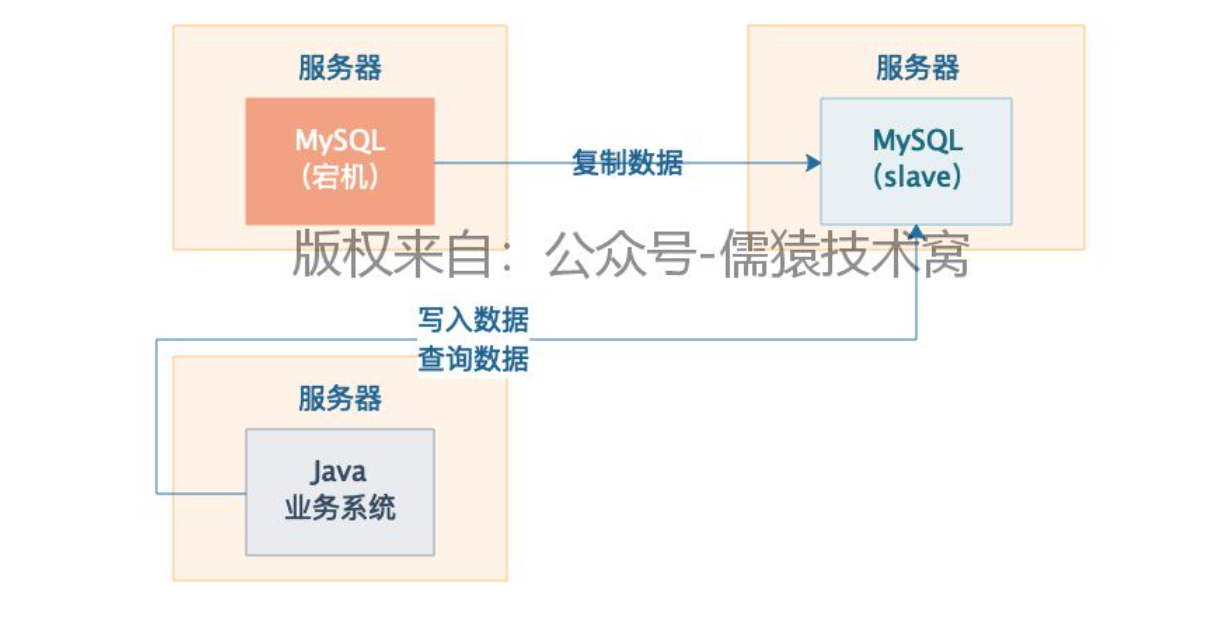 服务器
MySQL
（宕机）
复制数据
服务器
MySQL
（slave）
版权来自：公众号-儒猿技术窝
写入数据
查询数据
服务器
Java
业务系统